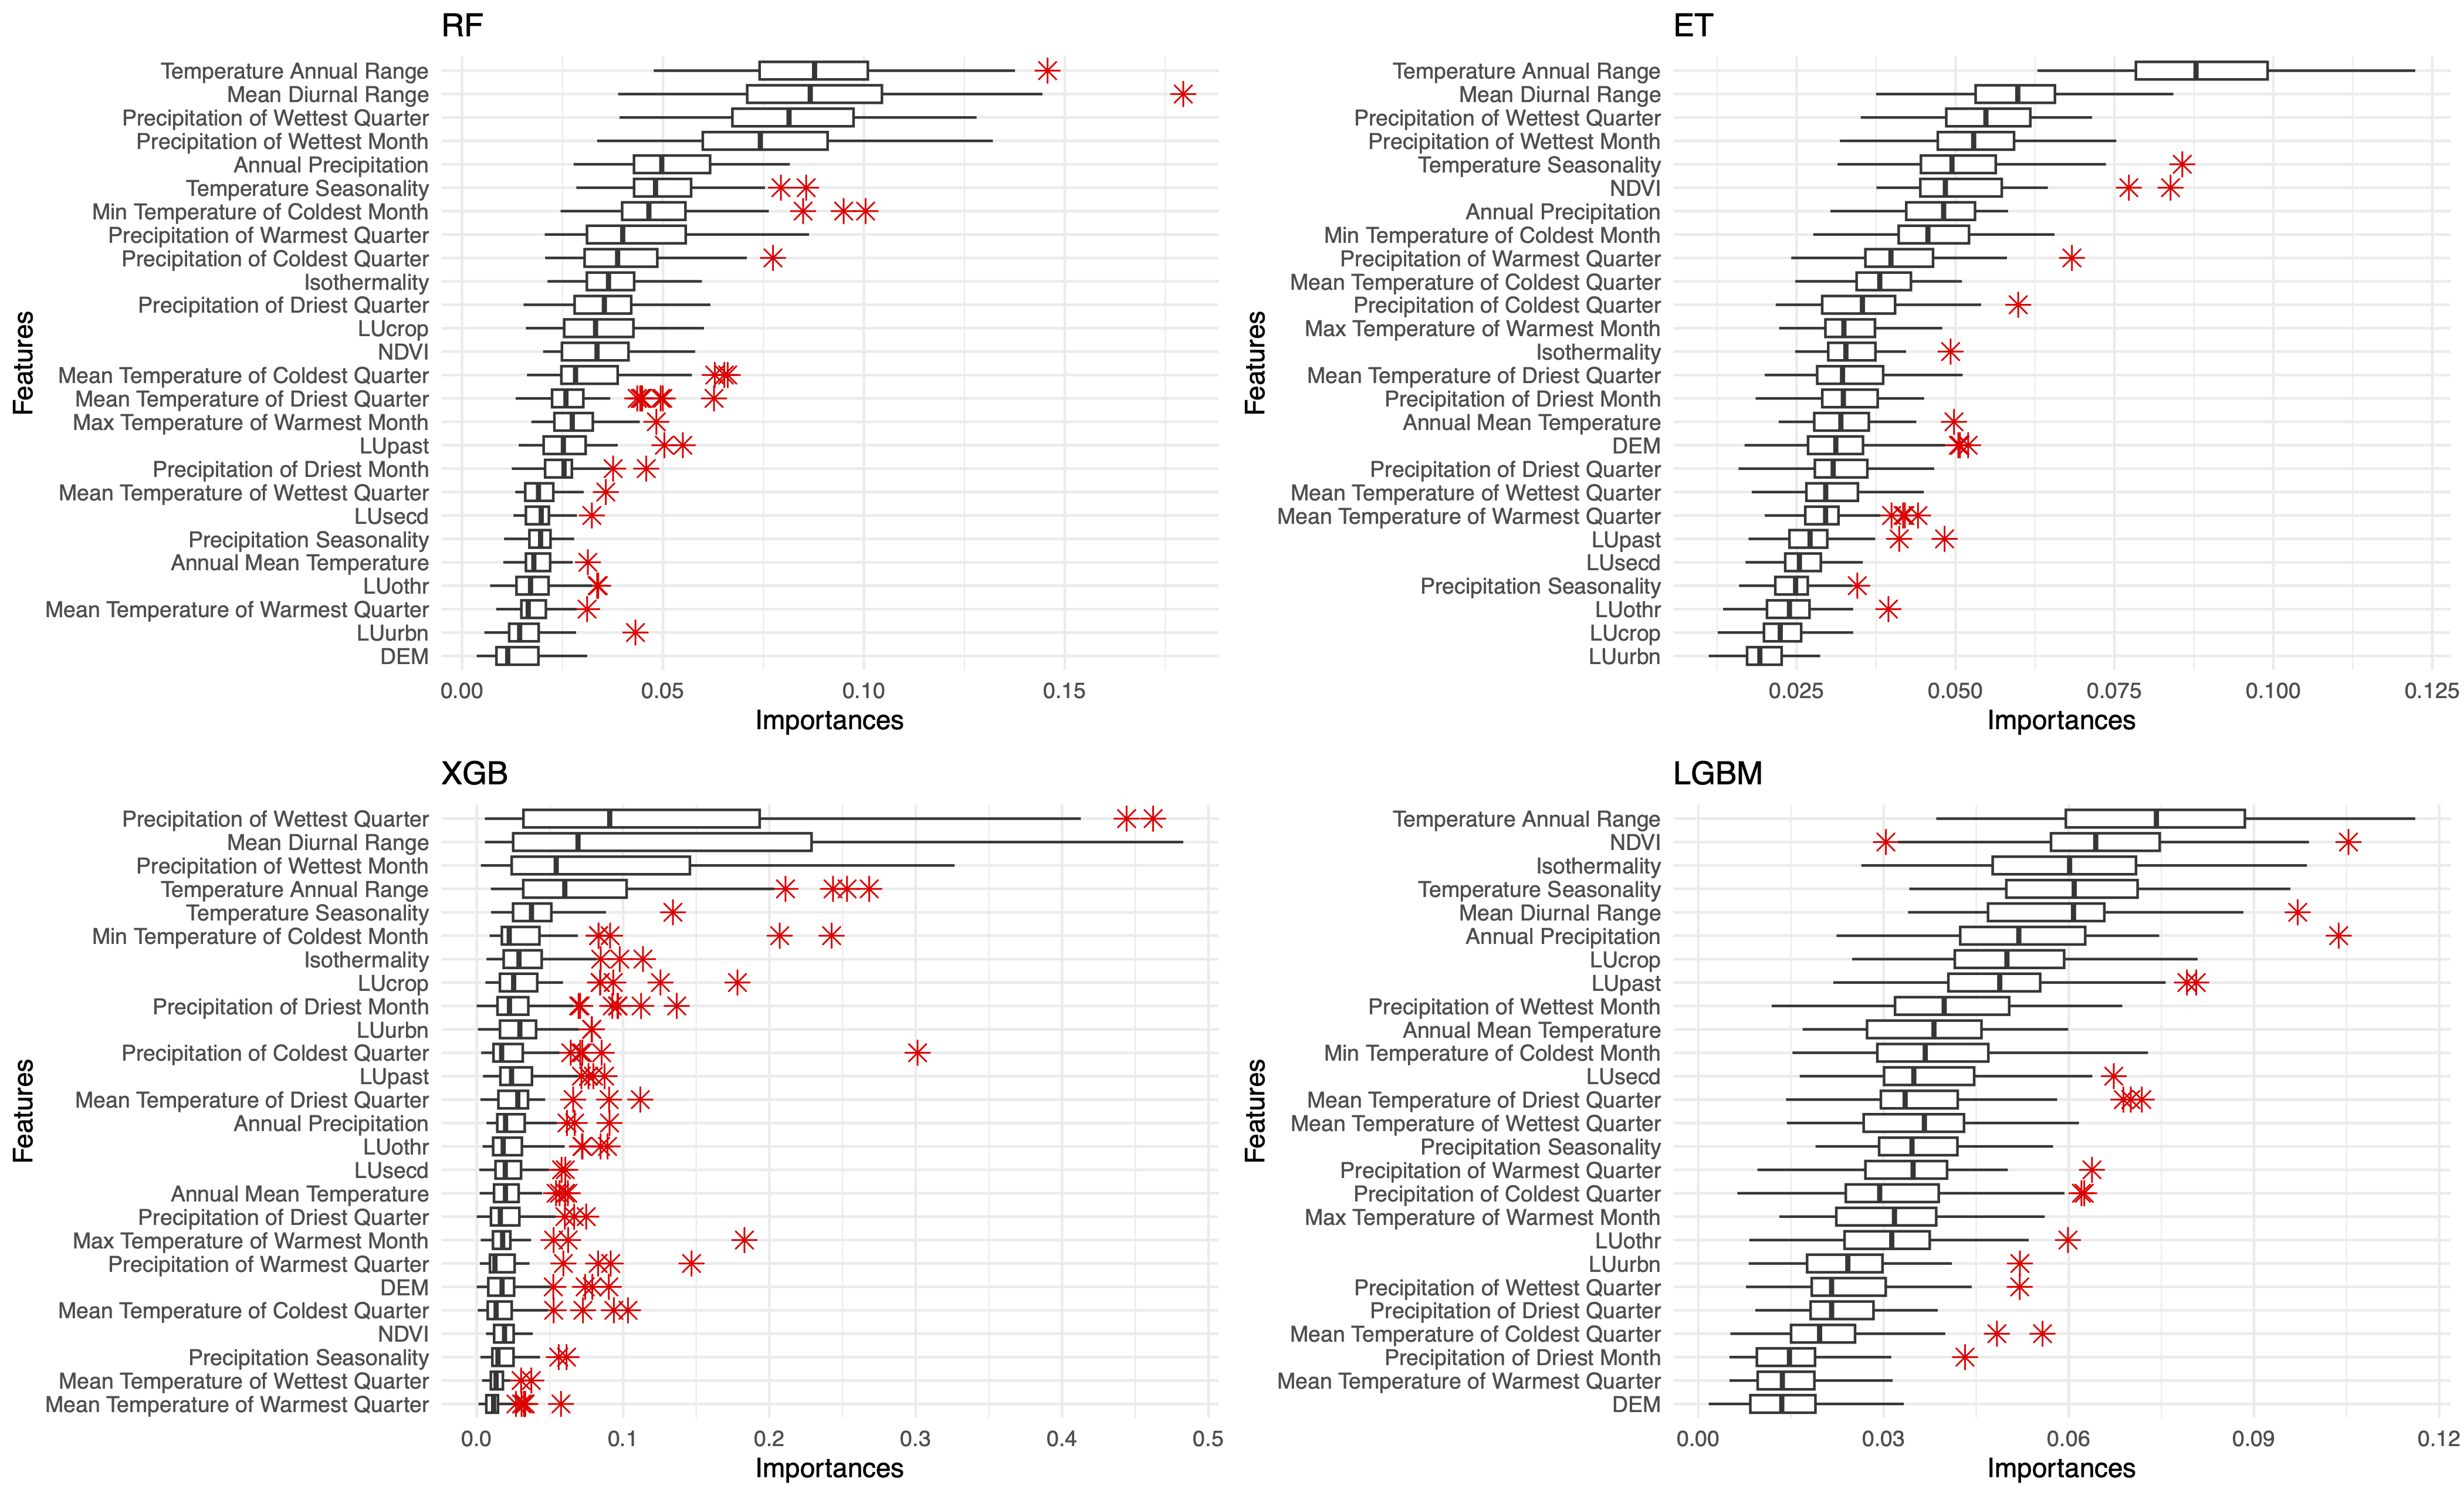 RF
Temperature Annual Range
Mean Diurnal Range
Precipitation of Wettest Quarter
Precipitation of Wettest Month
Annual Precipitation
Temperature Seasonality
Min Temperature of Coldest Month
Precipitation of Warmest Quarter
Precipitation of Coldest Quarter
Isothermality
Precipitation of Driest Quarter
LUcrop
NDVI
Mean Temperature of Coldest Quarter
Mean Temperature of Driest Quarter
Max Temperature of Warmest Month
LUpast
Precipitation of Driest Month
Mean Temperature of Wettest Quarter
LUsecd
Precipitation Seasonality
Annual Mean Temperature
LUothr
Mean Temperature of Warmest Quarter
LUurbn
DEM
Features
0.00 0.05 0.10 0.15
Importances
ET
Temperature Annual Range
Mean Diurnal Range
Precipitation of Wettest Quarter
Precipitation of Wettest Month
Temperature Seasonality
NDVI
Annual Precipitation
Min Temperature of Coldest Month
Precipitation of Warmest Quarter
Mean Temperature of Coldest Quarter
Precipitation of Coldest Quarter
Max Temperature of Warmest Month
Isothermality
Mean Temperature of Driest Quarter
Precipitation of Driest Month
Annual Mean Temperature
DEM
Precipitation of Driest Quarter
Mean Temperature of Wettest Quarter
Mean Temperature of Warmest Quarter
LUpast
LUsecd
Precipitation Seasonality
LUothr
LUcrop
LUurbn
Features
0.025 0.050 0.075 0.100 0.125
Importances
XGB
Precipitation of Wettest Quarter
Mean Diurnal Range
Precipitation of Wettest Month
Temperature Annual Range
Temperature Seasonality
Min Temperature of Coldest Month
Isothermality
LUcrop
Precipitation of Driest Month
LUurbn
Precipitation of Coldest Quarter
LUpast
Mean Temperature of Driest Quarter
Annual Precipitation
LUothr
LUsecd
Annual Mean Temperature
Precipitation of Driest Quarter
Max Temperature of Warmest Month
Precipitation of Warmest Quarter
DEM
Mean Temperature of Coldest Quarter
NDVI
Precipitation Seasonality
Mean Temperature of Wettest Quarter
Mean Temperature of Warmest Quarter
Features
0.0 0.1 0.2 0.3 0.4 0.5
Importances
LGBM
Temperature Annual Range
NDVI
Isothermality
Temperature Seasonality
Mean Diurnal Range
Annual Precipitation
LUcrop
LUpast
Precipitation of Wettest Month
Annual Mean Temperature
Min Temperature of Coldest Month
LUsecd
Mean Temperature of Driest Quarter
Mean Temperature of Wettest Quarter
Precipitation Seasonality
Precipitation of Warmest Quarter
Precipitation of Coldest Quarter
Max Temperature of Warmest Month
LUothr
LUurbn
Precipitation of Wettest Quarter
Precipitation of Driest Quarter
Mean Temperature of Coldest Quarter
Precipitation of Driest Month
Mean Temperature of Warmest Quarter
DEM
Features
0.00 0.03 0.06 0.09 0.12
Importances